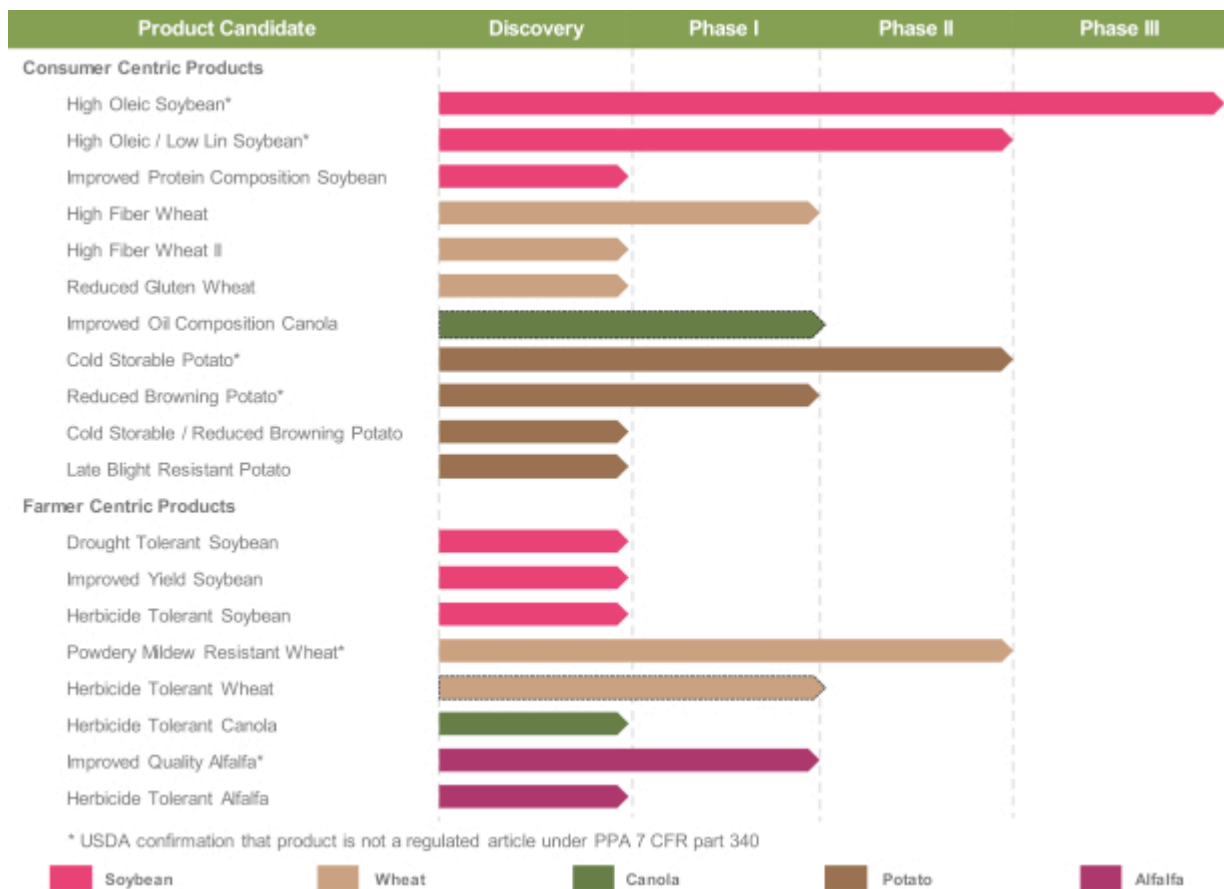 Product Candidate Discovery Phase I Phase II Phase III
Consumer Centric Products
High Oleic Soybean*
High Oleic / Low Lin Soybean*
Improved Protein Composition Soybean
High Fiber Wheat
High Fiber Wheat II
Reduced Gluten Wheat
Improved Oil Composition Canola
Cold Storable Potato*
Reduced Browning Potato*
Cold Storable / Reduced Browning Potato
Late Blight Resistant Potato
Farmer Centric Products
Drought Tolerant Soybean
Improved Yield Soybean
Herbicide Tolerant Soybean
Powdery Mildew Resistant Wheat*
Herbicide Tolerant Wheat
Herbicide Tolerant Canola
Improved Quality Alfalfa*
Herbicide Tolerant Alfalfa
* USDA confirmation that product is not a regulated article under PPA 7 CFR part 340
Soybean Wheat Canola Potato Alfalfa